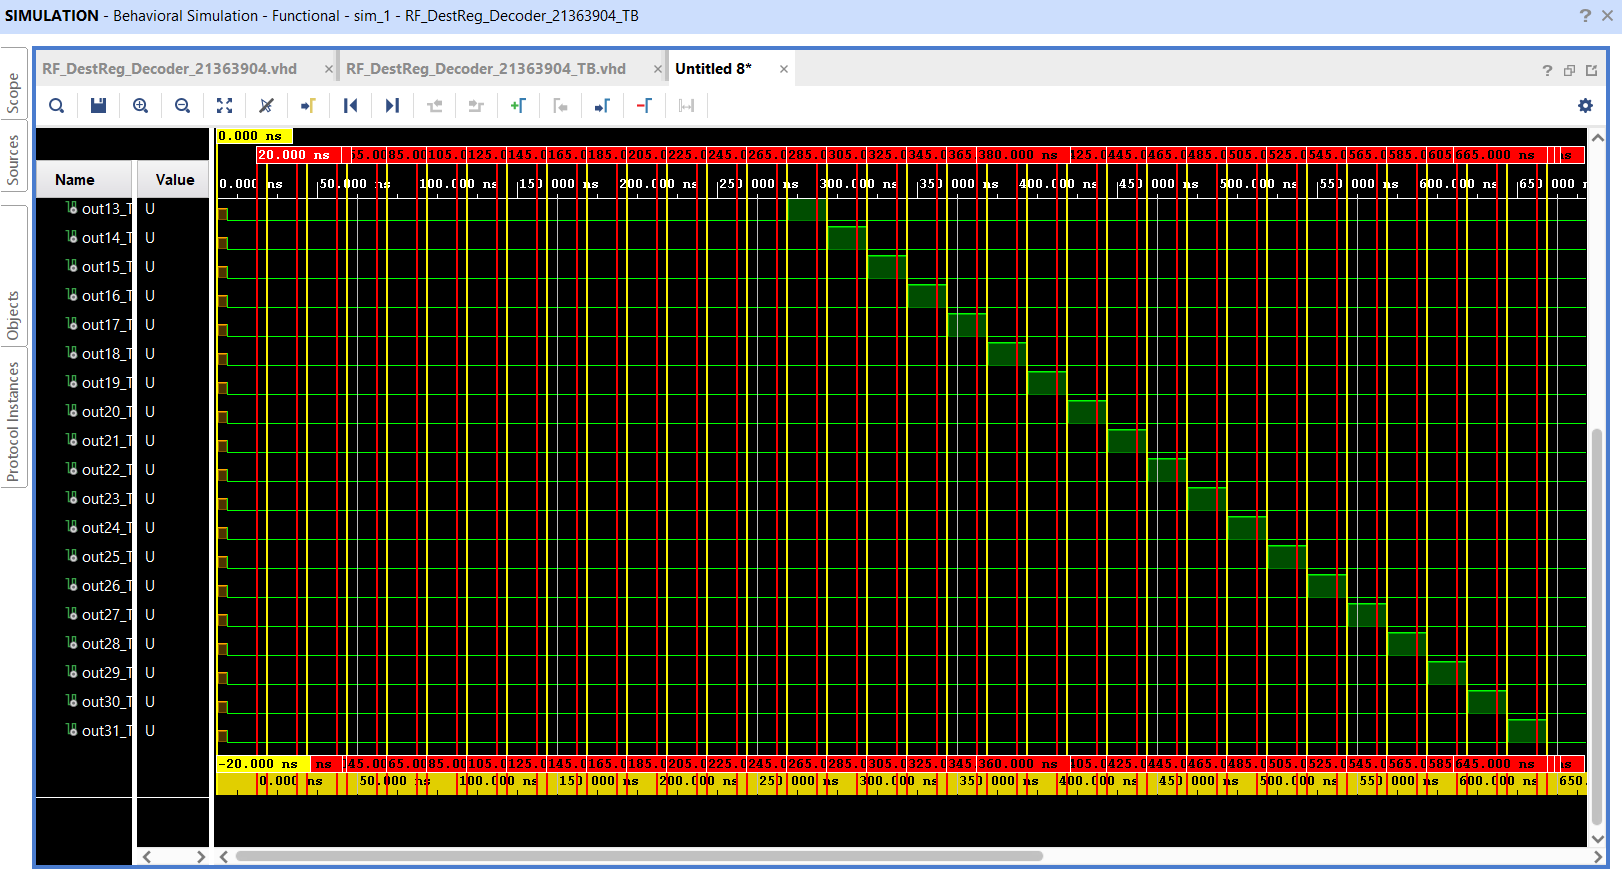 SIMULATION - Behavioral Simulation - Functional - sim_1 - RF_DestReg_Decoder_21363904_TB
RF_DestReg_Decoder_21363904.vhd
RF_DestReg_Decoder_21363904_TB.vhd
Untitled 8*
Scope
Sources
Objects
Protocol Instances
Name
Value
0.000 ns
20.000 ns
380.000 ns
665.000 ns
ns
0.000 ns
50.000 ns
100.000 ns
150.000 ns
200.000 ns
250.000 ns
300.000 ns
350.000 ns
400.000 ns
450.000 ns
500.000 ns
550.000 ns
600.000 ns
650.000 n
out13_T U
out14_T U
out15_T U
out16_T U
out17_T U
out18_T U
out19_T U
out20_T U
out21_T U
out22_T U
out23_T U
out24_T U
out25_T U
out26_T U
out27_T U
out28_T U
out29_T U
out30_T U
out31_T U
-20.000 ns
ns
360.000 ns
645.000 ns
ns
0.000 ns
50.000 ns
100.000 ns
150.000 ns
200.000 ns
250.000 ns
300.000 ns
350.000 ns
400.000 ns
450.000 ns
500.000 ns
550.000 ns
600.000 ns
650.